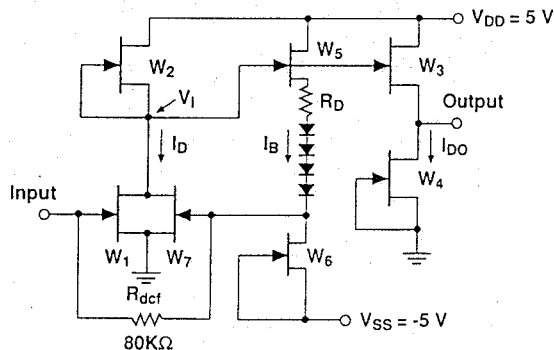 V_DD = 5 V
W_2
W_5
W_3
V_I
R_D
Output
I_D
I_B
I_DO
Input
W_4
W_1
W_7
W_6
R_dcf
80KΩ
V_SS = -5 V